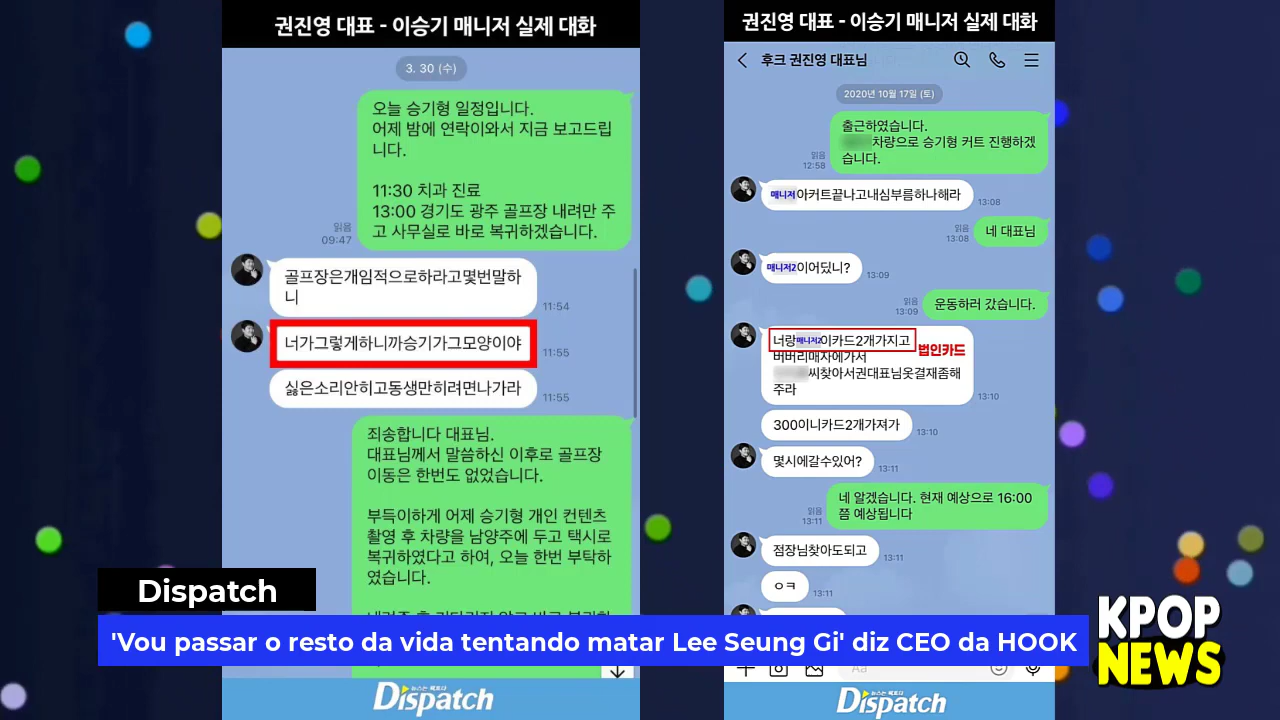 권진영 대표 - 이승기 매니저 실제 대화
3. 30 (수)
오늘 승기형 일정입니다.
어제 밤에 연락이와서 지금 보고드립
니다.
11:30 치과 진료
13:00 경기도 광주 골프장 내려만 주
고 사무실로 바로 복귀하겠습니다.
읽음
09:47
골프장은개임적으로하라고몇번말하
니
11:54
너가그렇게하니까승기가그모양이야
11:55
싫은소리안히고동생만히려면나가라
11:55
죄송합니다 대표님.
대표님께서 말씀하신 이후로 골프장
이동은 한번도 없었습니다.
부득이하게 어제 승기형 개인 컨텐츠
촬영 후 차량을 남양주에 두고 택시로
복귀하였다고 하여, 오늘 한번 부탁하
였습니다.
뉴스는 팩트다
Dispatch
권진영 대표 - 이승기 매니저 실제 대화
후크 권진영 대표님
2020년 10월 17일 (토)
출근하였습니다.
차량으로 승기형 커트 진행하겠
습니다.
읽음
12:58
매니저아커트끝나고내심부름하나해라
13:08
네 대표님
읽음
13:08
매니저2이어딨니?
13:09
운동하러 갔습니다.
읽음
13:09
너랑매니저2이카드2개가지고
법인카드
버버리매자에가서
씨찾아서권대표님옷결재좀해
주라
13:10
300이니카드2개가져가
13:10
몇시에갈수있어?
13:11
네 알겠습니다. 현재 예상으로 16:00
쯤 예상됩니다
읽음
13:11
점장님찾아도되고
13:11
ㅇㅋ
13:11
Aa
뉴스는 팩트다
Dispatch
Dispatch
'Vou passar o resto da vida tentando matar Lee Seung Gi' diz CEO da HOOK
KPOP
NEWS